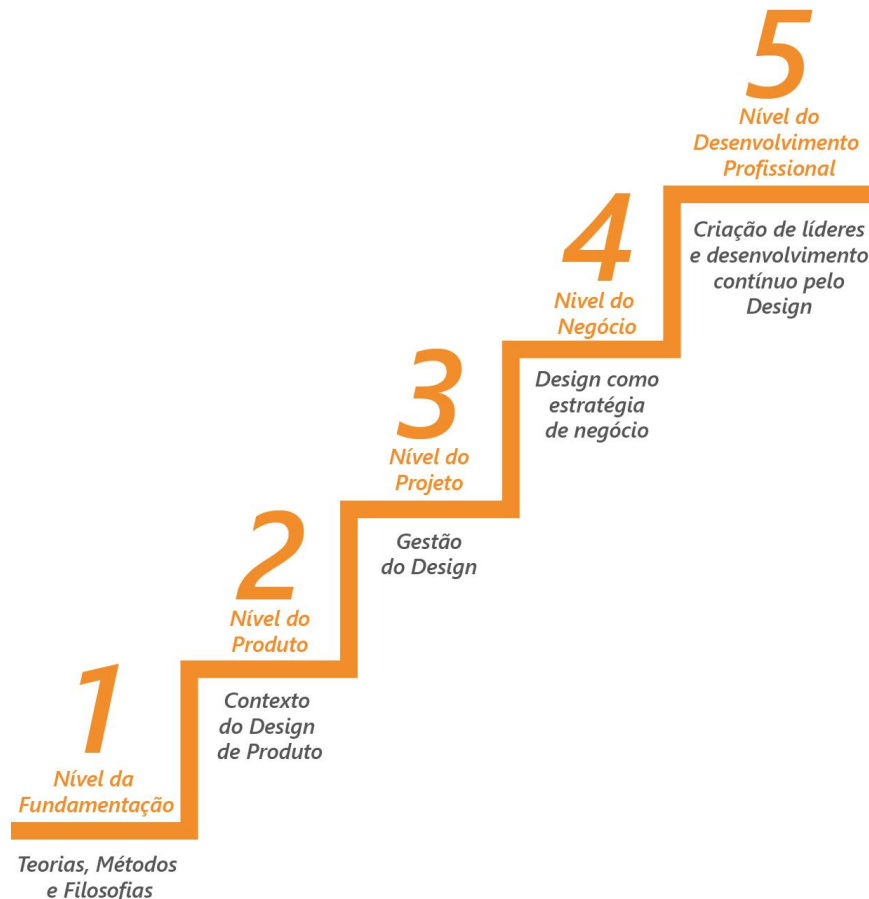 5
Nível do
Desenvolvimento
Profissional
Criação de líderes
e desenvolvimento
contínuo pelo
Design
4
Nivel do
Negócio
Design como
estratégia
de negócio
3
Nível do
Projeto
Gestão
do Design
2
Nível do
Produto
Contexto
do Design
de Produto
1
Nível da
Fundamentação
Teorias, Métodos
e Filosofias